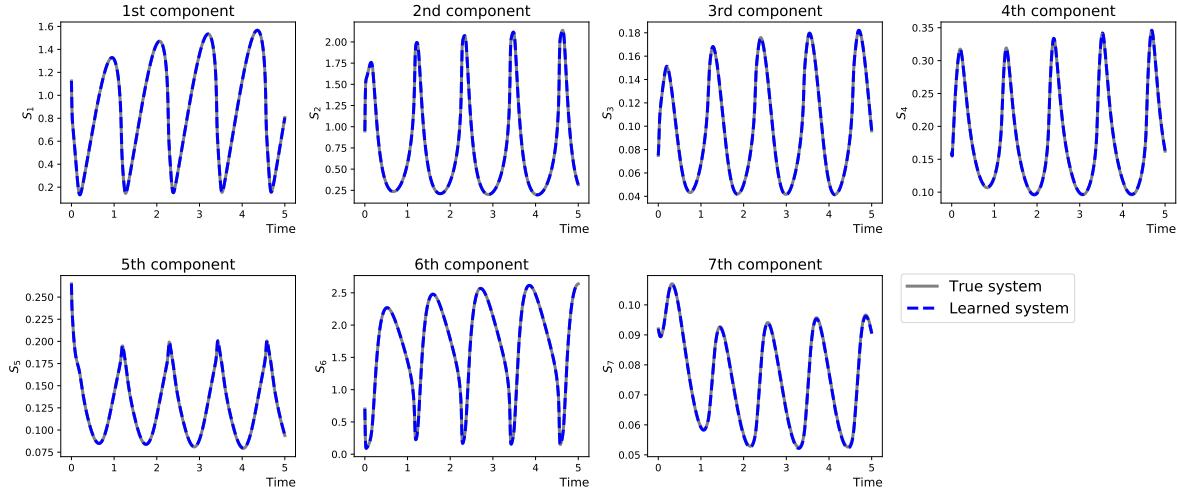 1st component
2nd component
3rd component
4th component
1.6
1.4
1.2
1.0
0.8
0.6
0.4
0.2
S1
0 1 2 3 4 5
Time
2.00
1.75
1.50
1.25
1.00
0.75
0.50
0.25
S2
0 1 2 3 4 5
Time
0.18
0.16
0.14
0.12
0.10
0.08
0.06
0.04
S3
0 1 2 3 4 5
Time
0.35
0.30
0.25
0.20
0.15
0.10
S4
0 1 2 3 4 5
Time
5th component
6th component
7th component
0.250
0.225
0.200
0.175
0.150
0.125
0.100
0.075
S5
0 1 2 3 4 5
Time
2.5
2.0
1.5
1.0
0.5
0.0
S6
0 1 2 3 4 5
Time
0.10
0.09
0.08
0.07
0.06
0.05
S7
0 1 2 3 4 5
Time
True system
Learned system